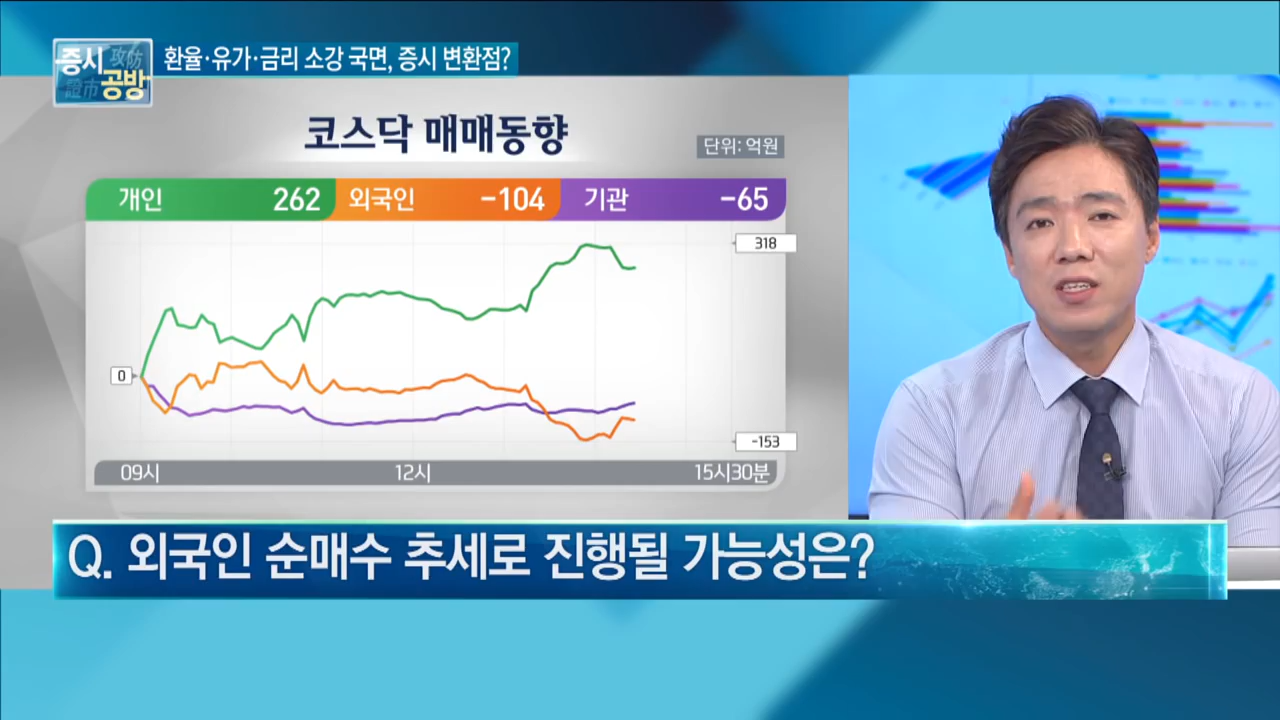 증시 攻防
證市 공방
환율·유가·금리 소강 국면, 증시 변환점?
코스닥 매매동향
단위: 억원
개인 262 외국인 -104 기관 -65
318
0
-153
09시 12시 15시30분
Q. 외국인 순매수 추세로 진행될 가능성은?